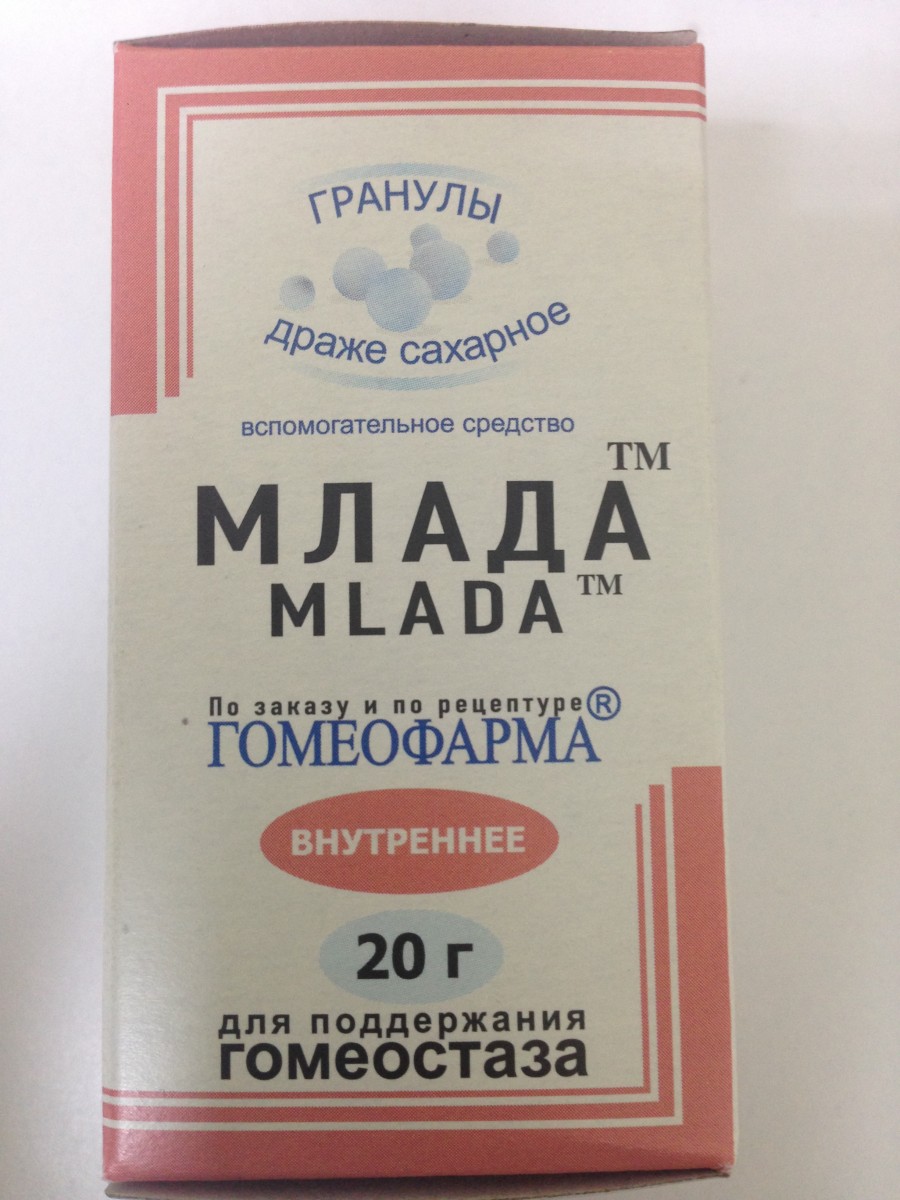 ГРАНУЛЫ
драже сахарное
вспомогательное средство
МЛАДА™
MLADA™
По заказу и по рецептуре
ГОМЕОФАРМА®
ВНУТРЕННЕЕ
20 г
для поддержания
гомеостаза